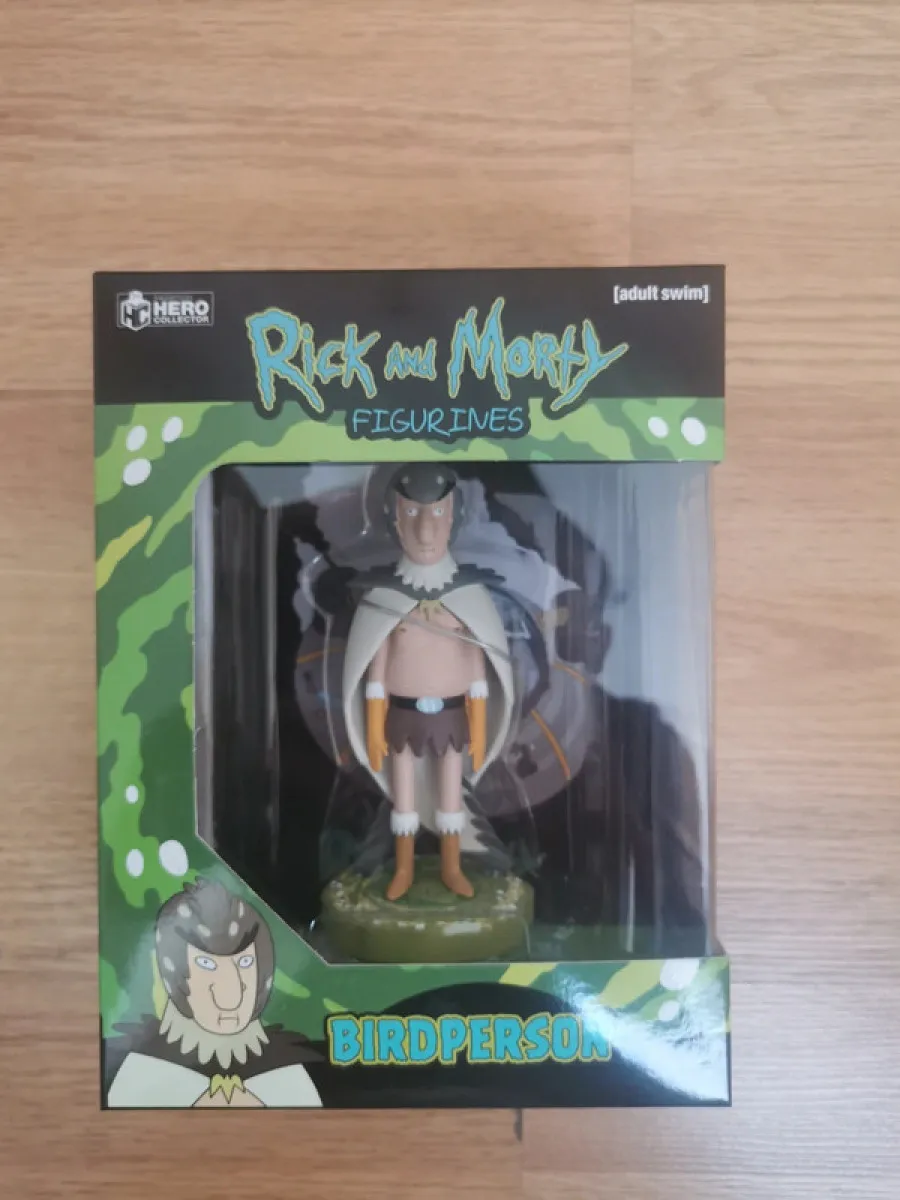 HERO
COLLECTOR
[adult swim]
Rick and Morty
FIGURINES
BIRDPERSON